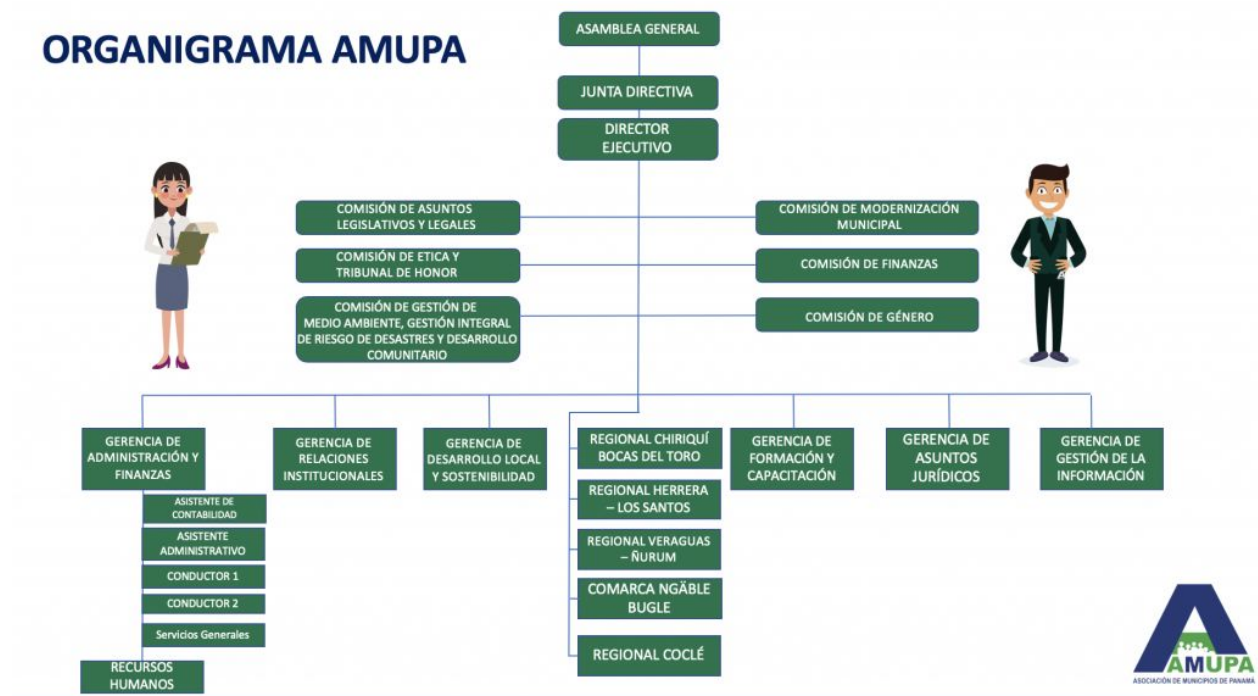 ORGANIGRAMA AMUPA
ASAMBLEA GENERAL
JUNTA DIRECTIVA
DIRECTOR
EJECUTIVO
COMISIÓN DE ASUNTOS
LEGISLATIVOS Y LEGALES
COMISIÓN DE MODERNIZACIÓN
MUNICIPAL
COMISIÓN DE ETICA Y
TRIBUNAL DE HONOR
COMISIÓN DE FINANZAS
COMISIÓN DE GESTIÓN DE
MEDIO AMBIENTE, GESTIÓN INTEGRAL
DE RIESGO DE DESASTRES Y DESARROLLO
COMUNITARIO
COMISIÓN DE GÉNERO
GERENCIA DE
ADMINISTRACIÓN Y
FINANZAS
ASISTENTE DE
CONTABILIDAD
ASISTENTE
ADMINISTRATIVO
CONDUCTOR 1
CONDUCTOR 2
Servicios Generales
RECURSOS
HUMANOS
GERENCIA DE
RELACIONES
INSTITUCIONALES
GERENCIA DE
DESARROLLO LOCAL
Y SOSTENIBILIDAD
REGIONAL CHIRIQUÍ
BOCAS DEL TORO
REGIONAL HERRERA
– LOS SANTOS
REGIONAL VERAGUAS
– ÑURUM
COMARCA NGÄBLE
BUGLE
REGIONAL COCLÉ
GERENCIA DE
FORMACIÓN Y
CAPACITACIÓN
GERENCIA DE
ASUNTOS
JURÍDICOS
GERENCIA DE
GESTIÓN DE LA
INFORMACIÓN
AMUPA
ASOCIACIÓN DE MUNICIPIOS DE PANAMÁ